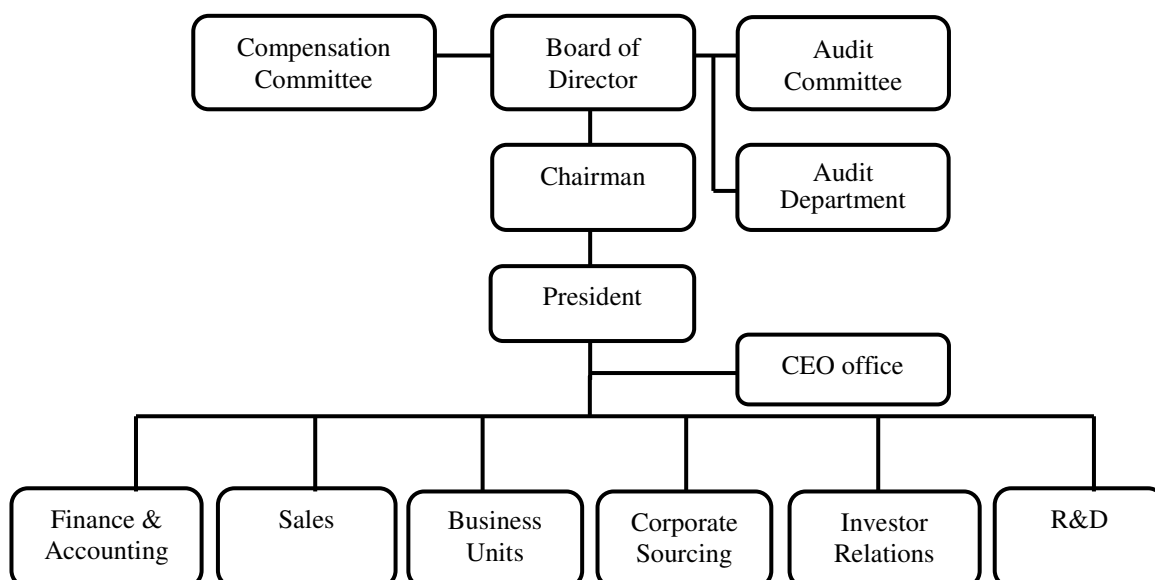 Compensation
Committee
Board of
Director
Audit
Committee
Chairman
Audit
Department
President
CEO office
Finance &
Accounting
Sales
Business
Units
Corporate
Sourcing
Investor
Relations
R&D